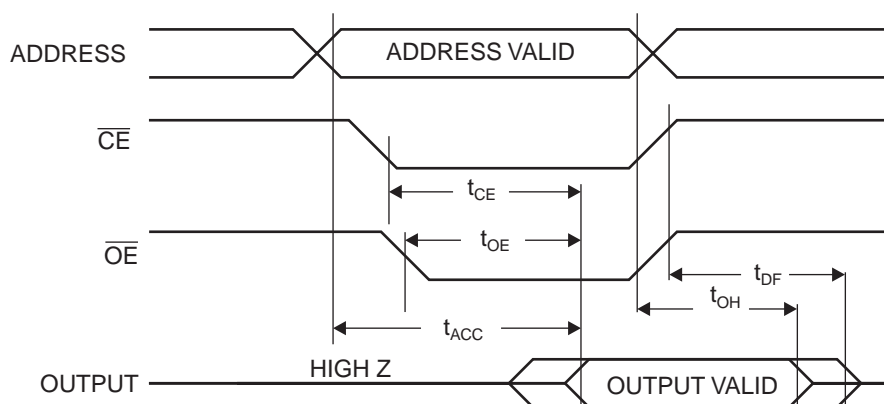 ADDRESS
ADDRESS VALID
CE
tCE
OE
tOE
tDF
tOH
tACC
HIGH Z
OUTPUT
OUTPUT VALID